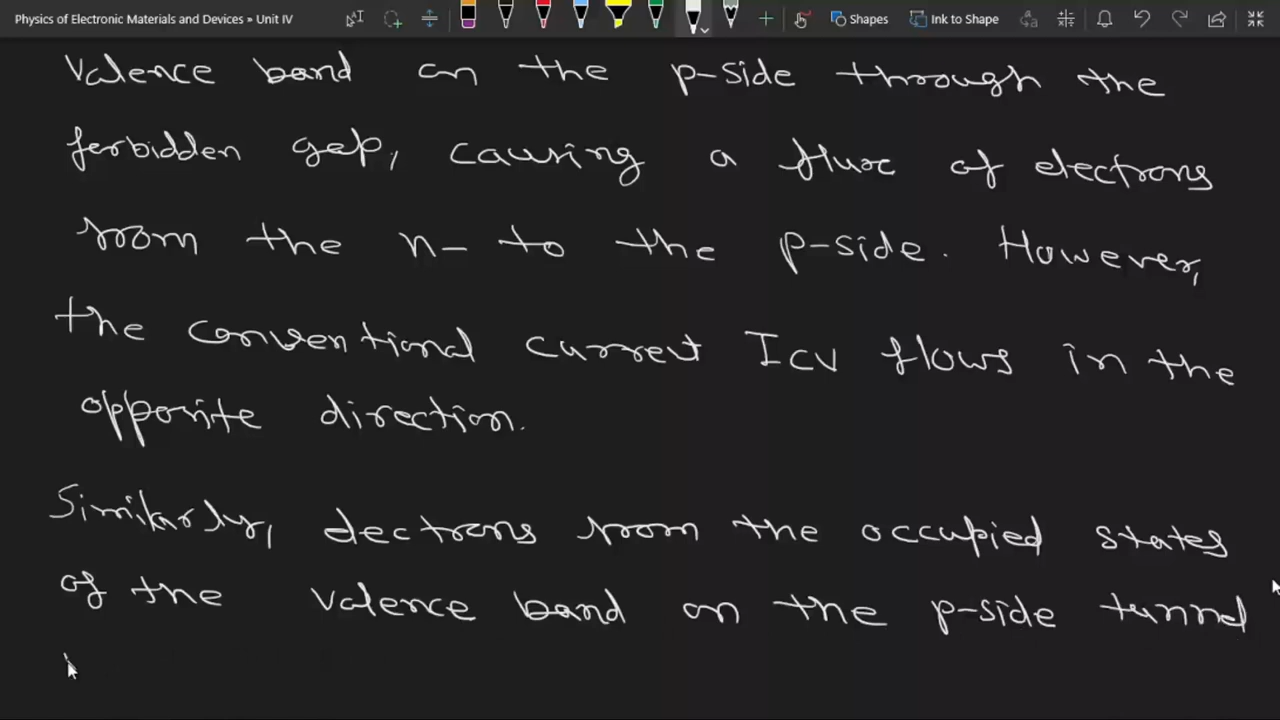 Physics of Electronic Materials and Devices » Unit IV
Shapes
Ink to Shape
valence band on the p-side through the
forbidden gap, causing a flux of electrons
from the n- to the p-side. However,
the conventional current Icv flows in the
opposite direction.
Similarly, electrons from the occupied states
of the valence band on the p-side tunnel